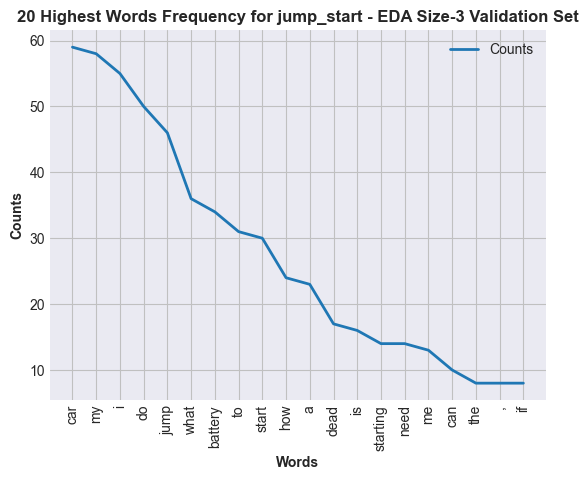 20 Highest Words Frequency for jump_start - EDA Size-3 Validation Set
Counts
60
50
40
30
20
10
Counts
car
my
i
do
jump
what
battery
to
start
how
a
dead
is
starting
need
me
can
the
,
if
Words